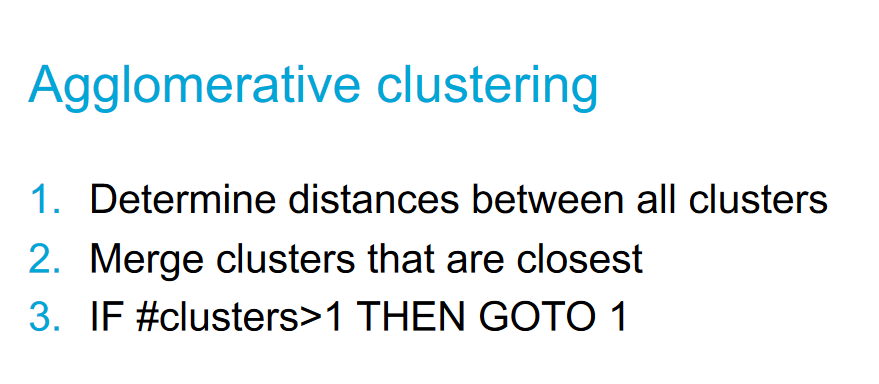 Agglomerative clustering
1. Determine distances between all clusters
2. Merge clusters that are closest
3. IF #clusters>1 THEN GOTO 1